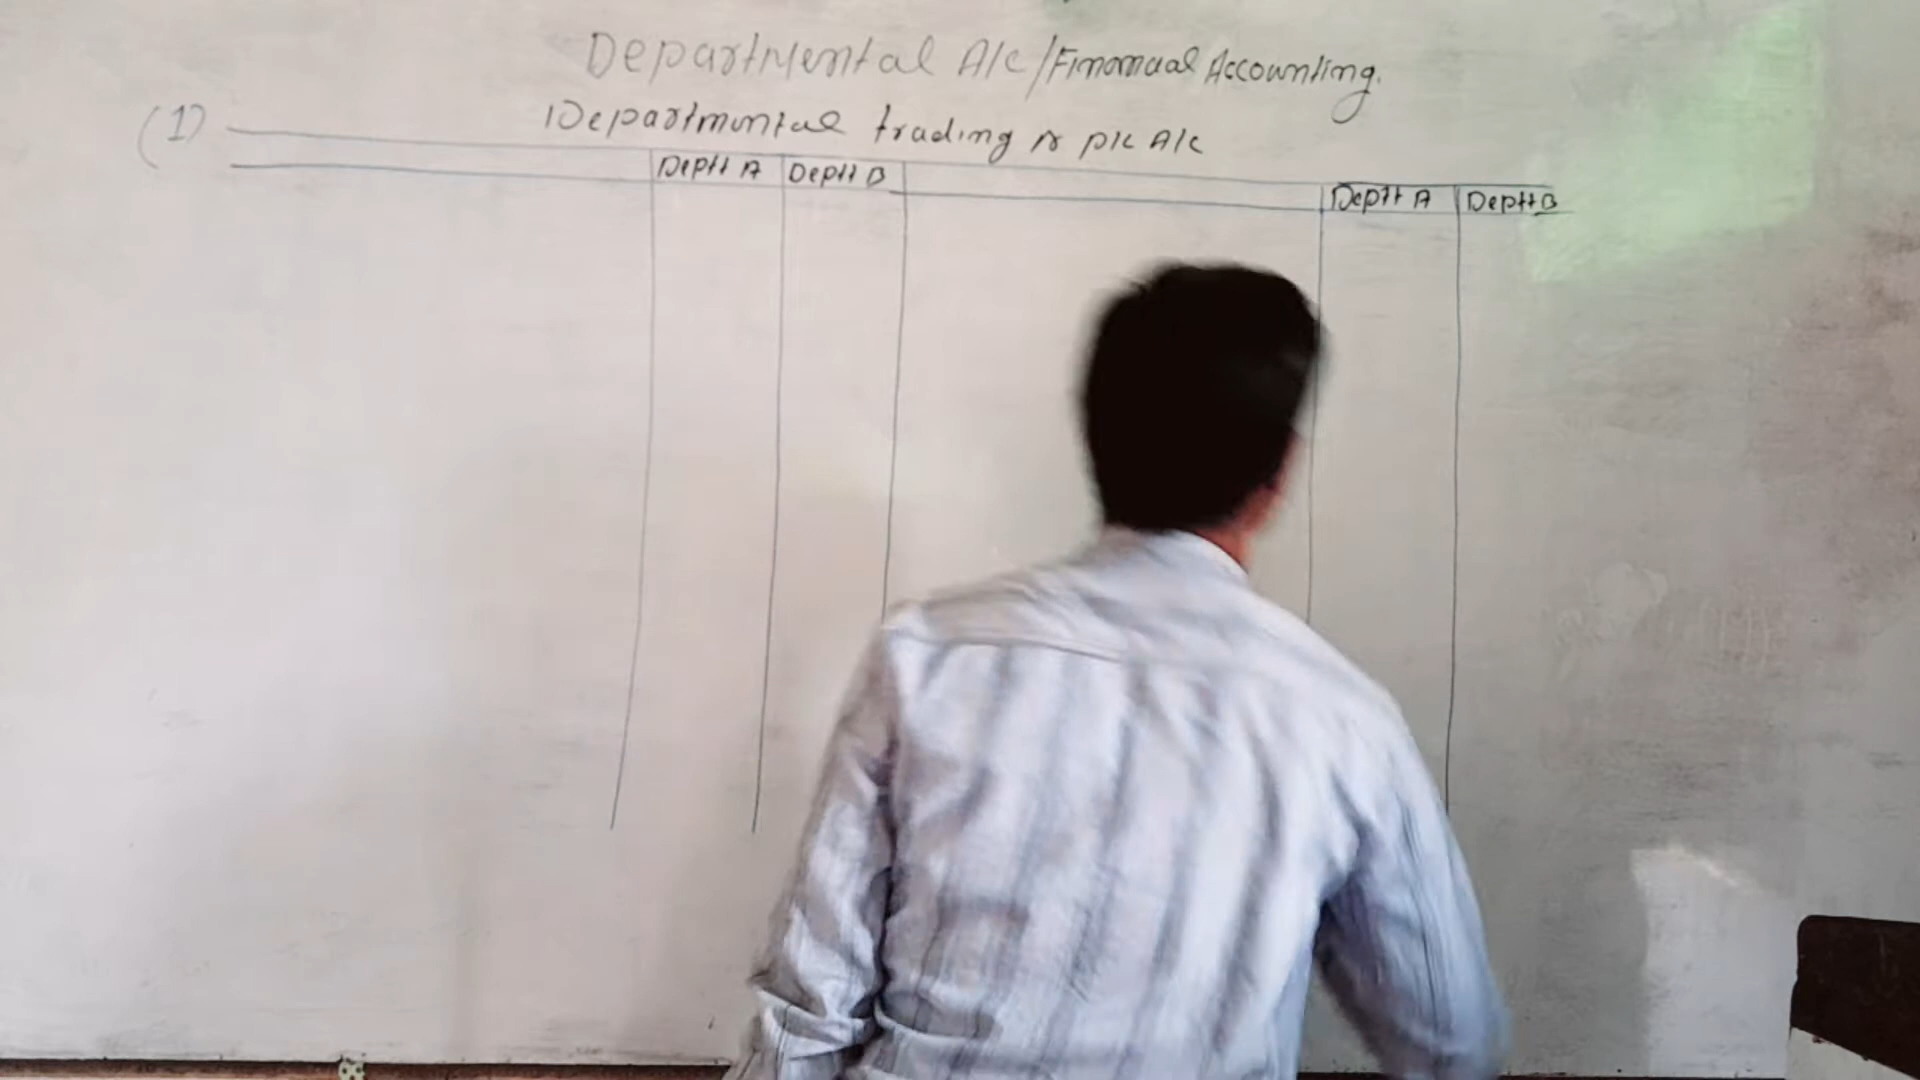 Departmental A/c/Financial Accounting.
(1) Departmental trading & P/L A/c
Deptt A Deptt B Deptt A Deptt B